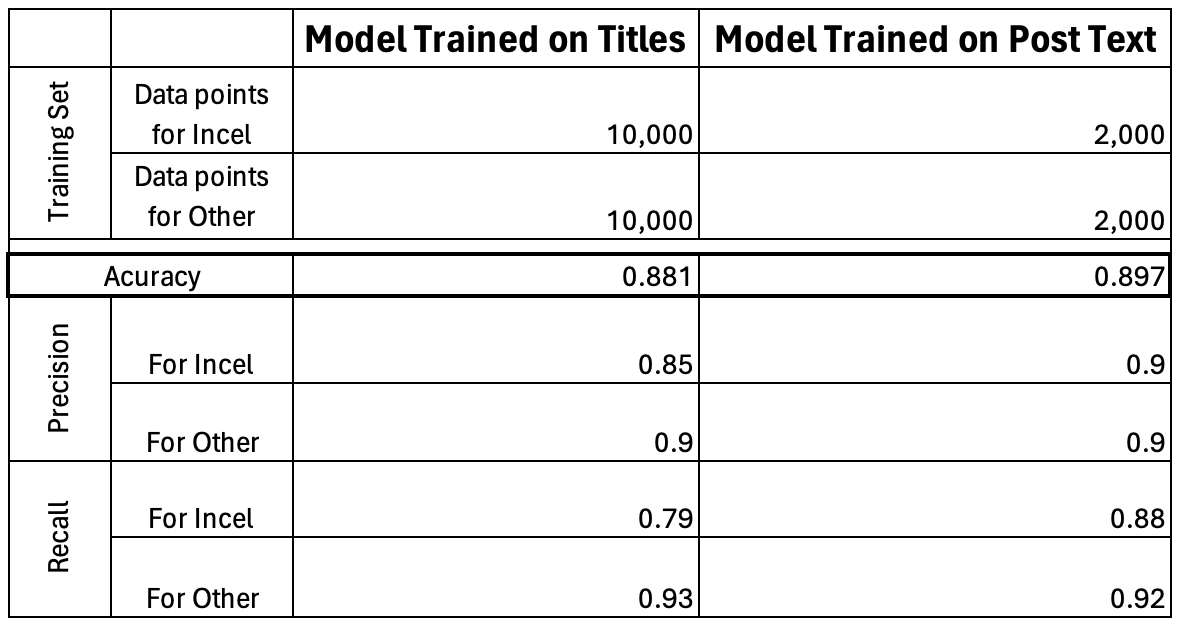 Model Trained on Titles Model Trained on Post Text
Training Set
Data points
for Incel 10,000 2,000
Data points
for Other 10,000 2,000
Acuracy 0.881 0.897
Precision
For Incel 0.85 0.9
For Other 0.9 0.9
Recall
For Incel 0.79 0.88
For Other 0.93 0.92